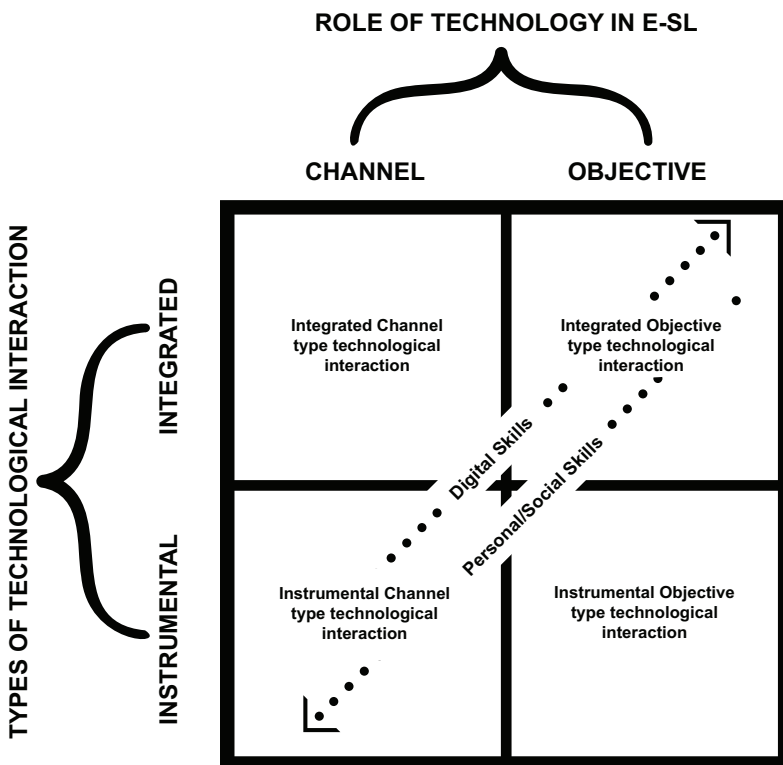 ROLE OF TECHNOLOGY IN E-SL
CHANNEL
OBJECTIVE
TYPES OF TECHNOLOGICAL INTERACTION
INTEGRATED
INSTRUMENTAL
Integrated Channel
type technological
interaction
Integrated Objective
type technological
interaction
Digital Skills
Personal/Social Skills
Instrumental Channel
type technological
interaction
Instrumental Objective
type technological
interaction